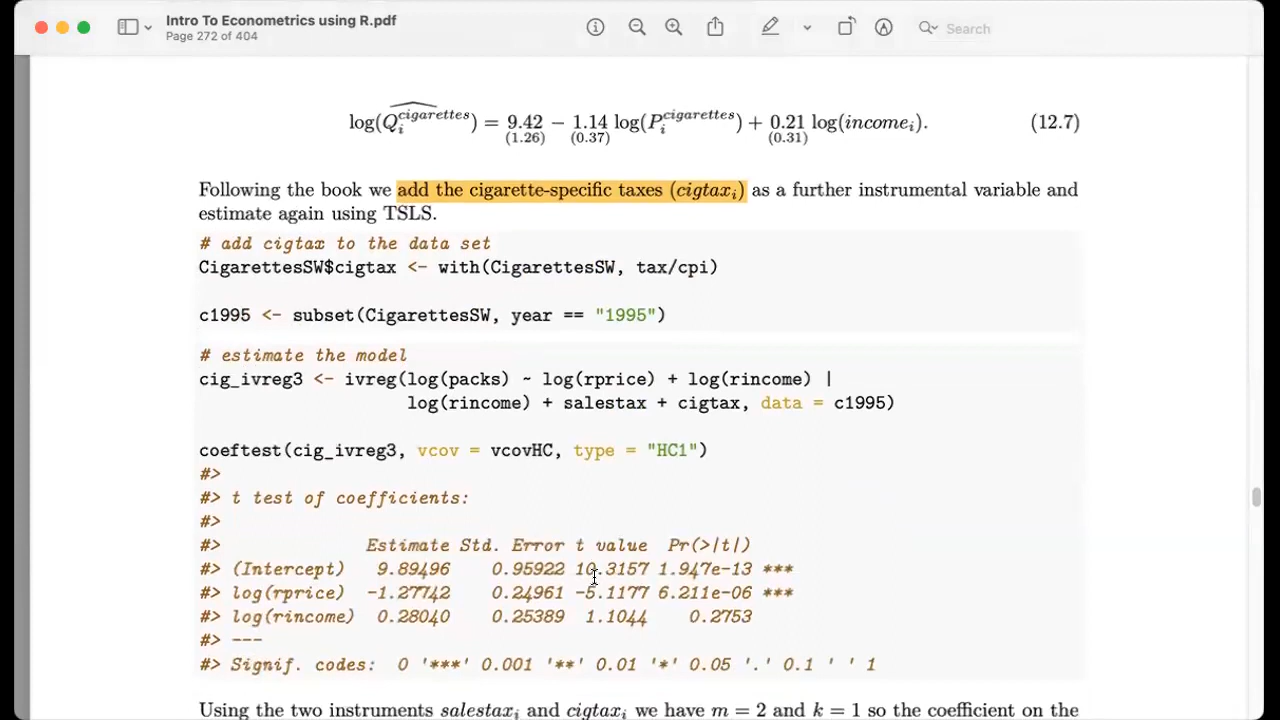 Intro To Econometrics using R.pdf
Page 272 of 404
Search
log(Q_i^cigarettes) = 9.42 − 1.14 log(P_i^cigarettes) + 0.21 log(income_i). (12.7)
(1.26) (0.37) (0.31)
Following the book we add the cigarette-specific taxes (cigtax_i) as a further instrumental variable and
estimate again using TSLS.
# add cigtax to the data set
CigarettesSW$cigtax <- with(CigarettesSW, tax/cpi)
c1995 <- subset(CigarettesSW, year == "1995")
# estimate the model
cig_ivreg3 <- ivreg(log(packs) ~ log(rprice) + log(rincome) |
log(rincome) + salestax + cigtax, data = c1995)
coeftest(cig_ivreg3, vcov = vcovHC, type = "HC1")
#>
#> t test of coefficients:
#>
#> Estimate Std. Error t value Pr(>|t|)
#> (Intercept) 9.89496 0.95922 10.3157 1.947e-13 ***
#> log(rprice) -1.27742 0.24961 -5.1177 6.211e-06 ***
#> log(rincome) 0.28040 0.25389 1.1044 0.2753
#> ---
#> Signif. codes: 0 '***' 0.001 '**' 0.01 '*' 0.05 '.' 0.1 ' ' 1
Using the two instruments salestax_i and cigtax_i we have m = 2 and k = 1 so the coefficient on the